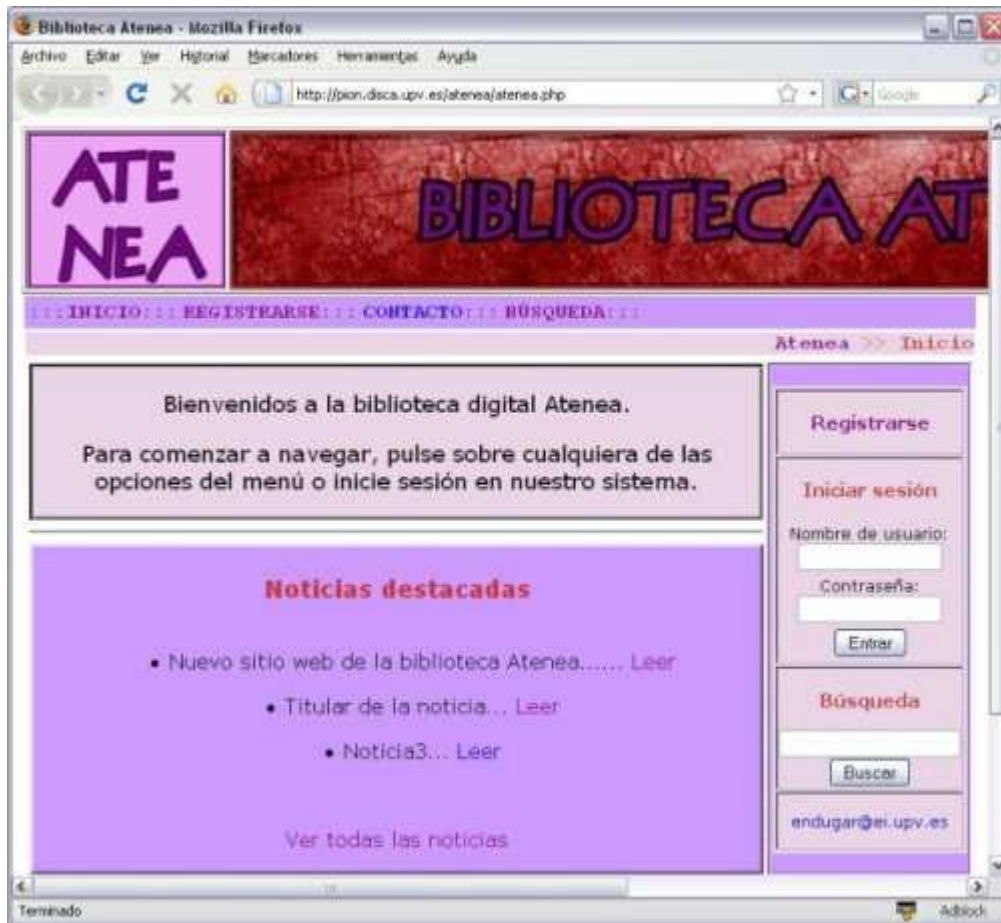 Biblioteca Atenea - Mozilla Firefox
Archivo Editar Ver Historial Marcadores Herramientas Ayuda
http://pion.disca.upv.es/atenea/atenea.php
Google
ATE
NEA
BIBLIOTECA AT
:::INICIO::: REGISTRARSE::: CONTACTO::: BÚSQUEDA:::
Atenea >> Inicio
Bienvenidos a la biblioteca digital Atenea.
Para comenzar a navegar, pulse sobre cualquiera de las
opciones del menú o inicie sesión en nuestro sistema.
Noticias destacadas
• Nuevo sitio web de la biblioteca Atenea...... Leer
• Titular de la noticia... Leer
• Noticia3... Leer
Ver todas las noticias
Registrarse
Iniciar sesión
Nombre de usuario:
Contraseña:
Entrar
Búsqueda
Buscar
endugar@ei.upv.es
Terminado
Adblock